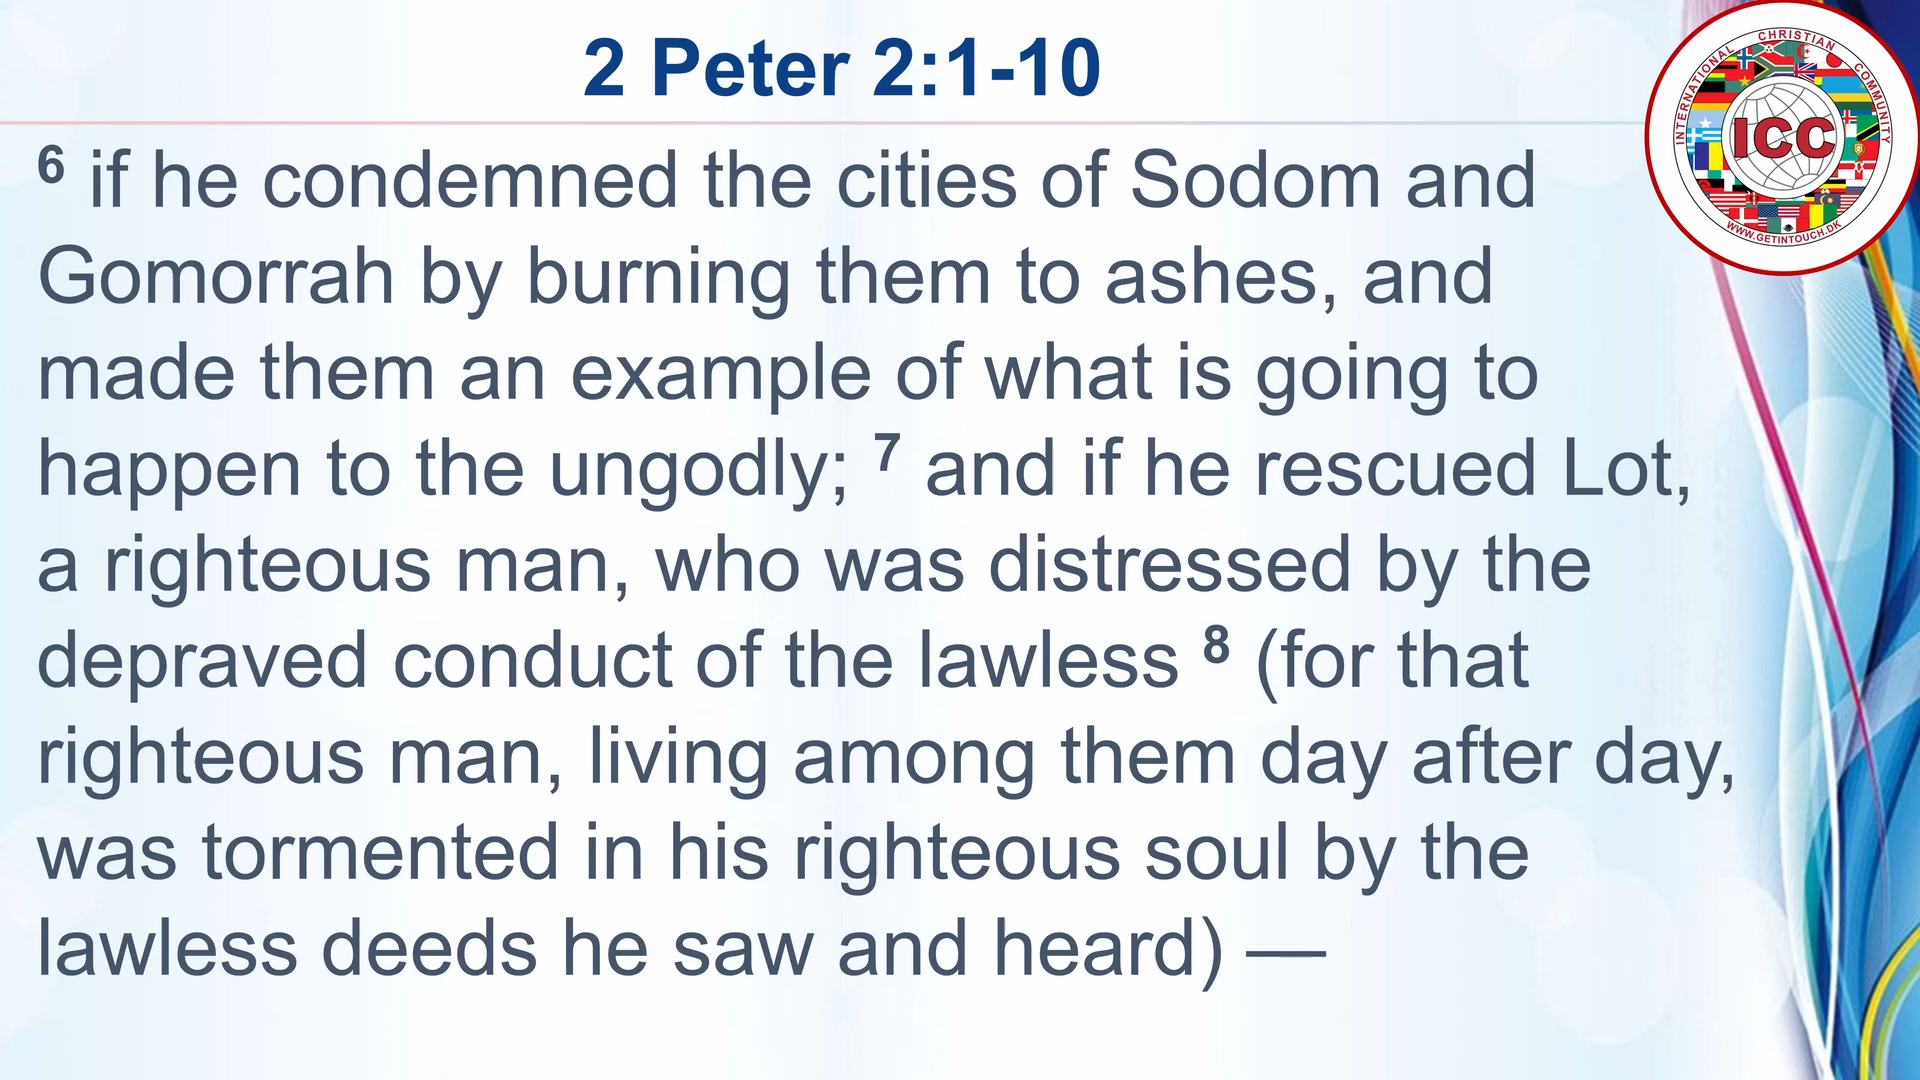 2 Peter 2:1-10
6 if he condemned the cities of Sodom and
Gomorrah by burning them to ashes, and
made them an example of what is going to
happen to the ungodly; 7 and if he rescued Lot,
a righteous man, who was distressed by the
depraved conduct of the lawless 8 (for that
righteous man, living among them day after day,
was tormented in his righteous soul by the
lawless deeds he saw and heard) —
INTERNATIONAL CHRISTIAN COMMUNITY
ICC
WWW.GETINTOUCH.DK